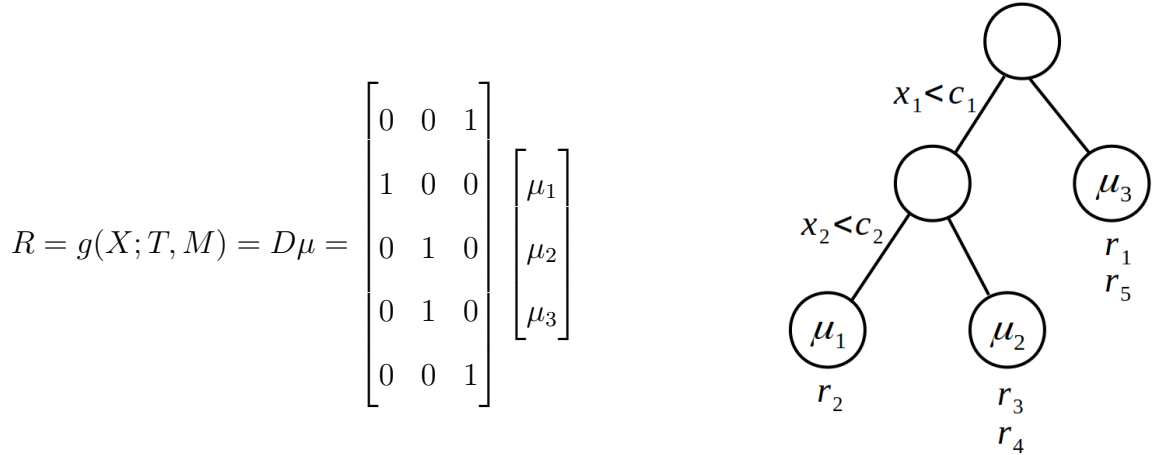 R = g(X; T, M) = Dμ =
0 0 1
1 0 0
0 1 0
0 1 0
0 0 1
μ₁
μ₂
μ₃
x₁<c₁
x₂<c₂
μ₃
r₁
r₅
μ₁
μ₂
r₂
r₃
r₄